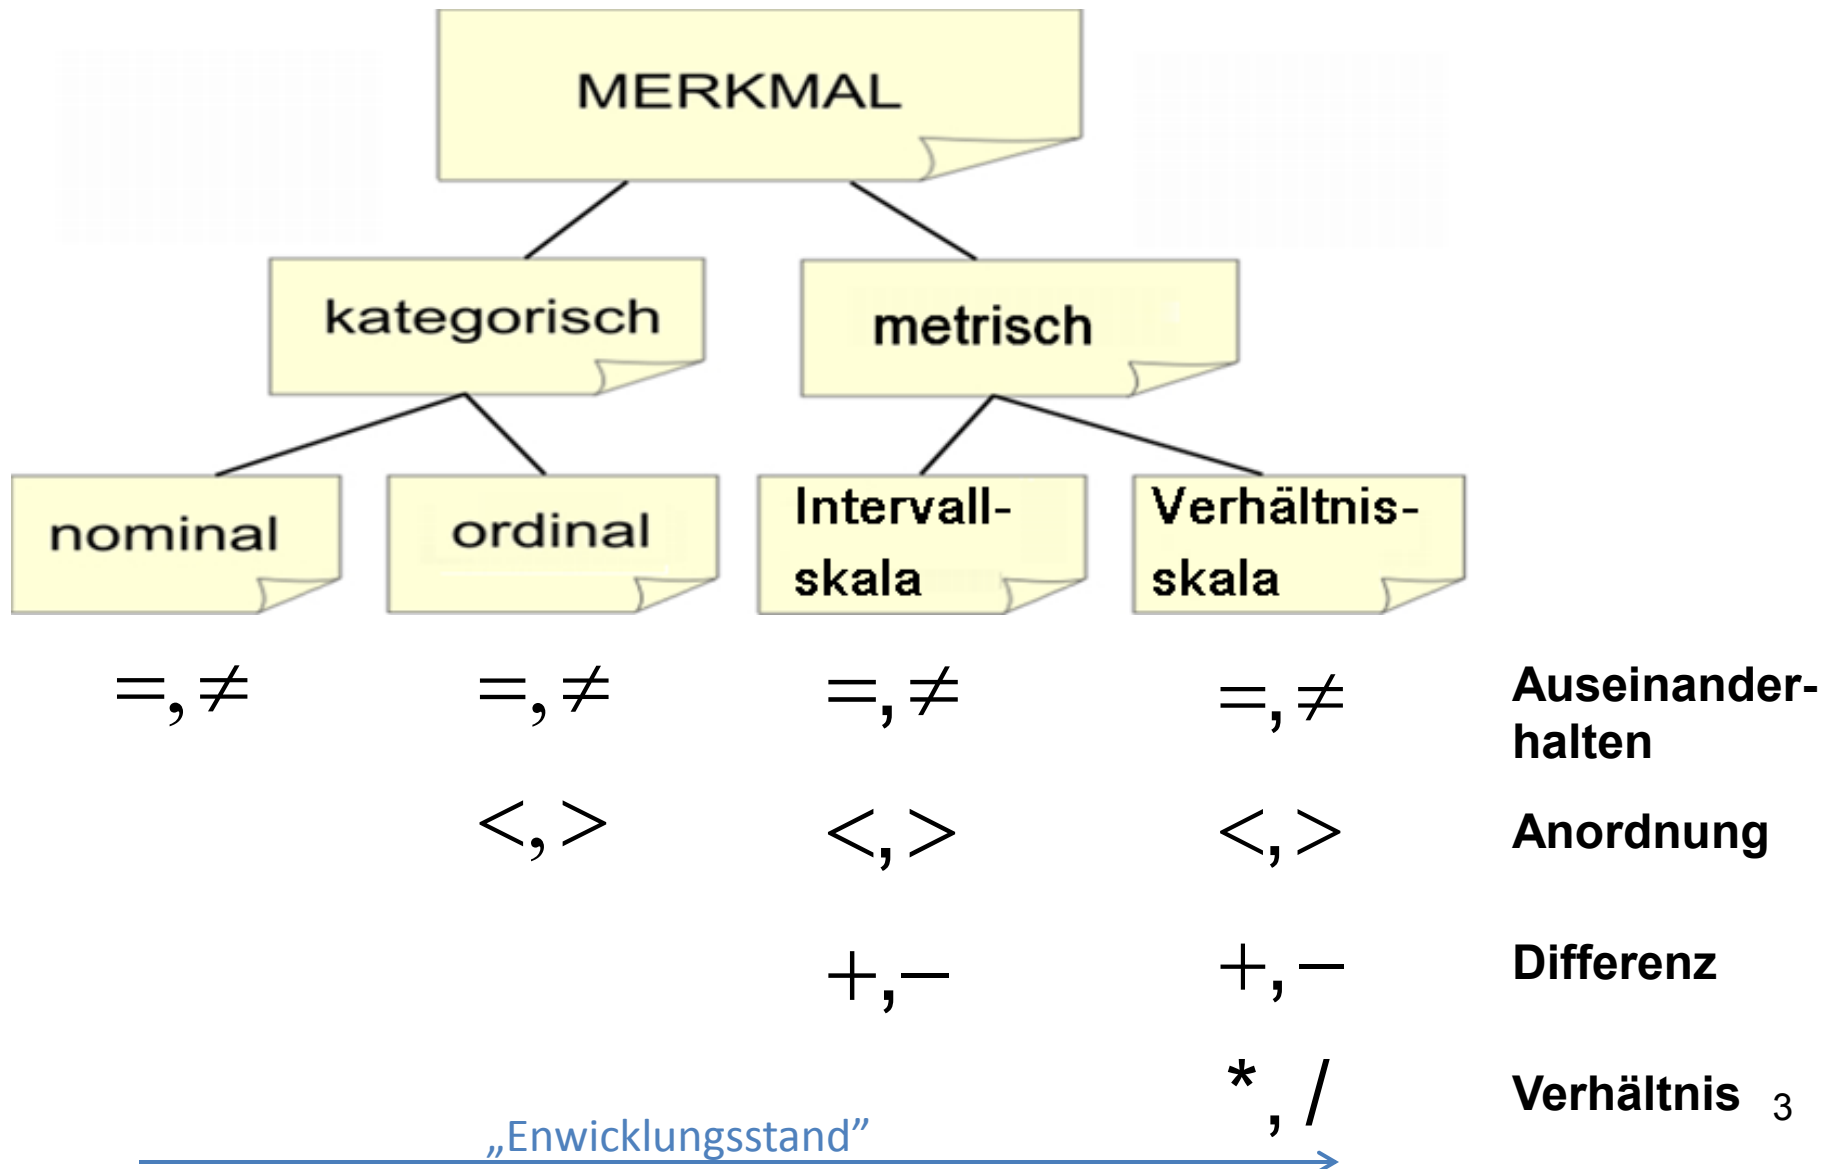 MERKMAL
kategorisch
metrisch
nominal
ordinal
Intervall-
skala
Verhältnis-
skala
=,≠ =,≠ =,≠ =,≠ Auseinander-
halten
<,> <,> <,> Anordnung
+,− +,− Differenz
*, / Verhältnis 3
„Enwicklungsstand”